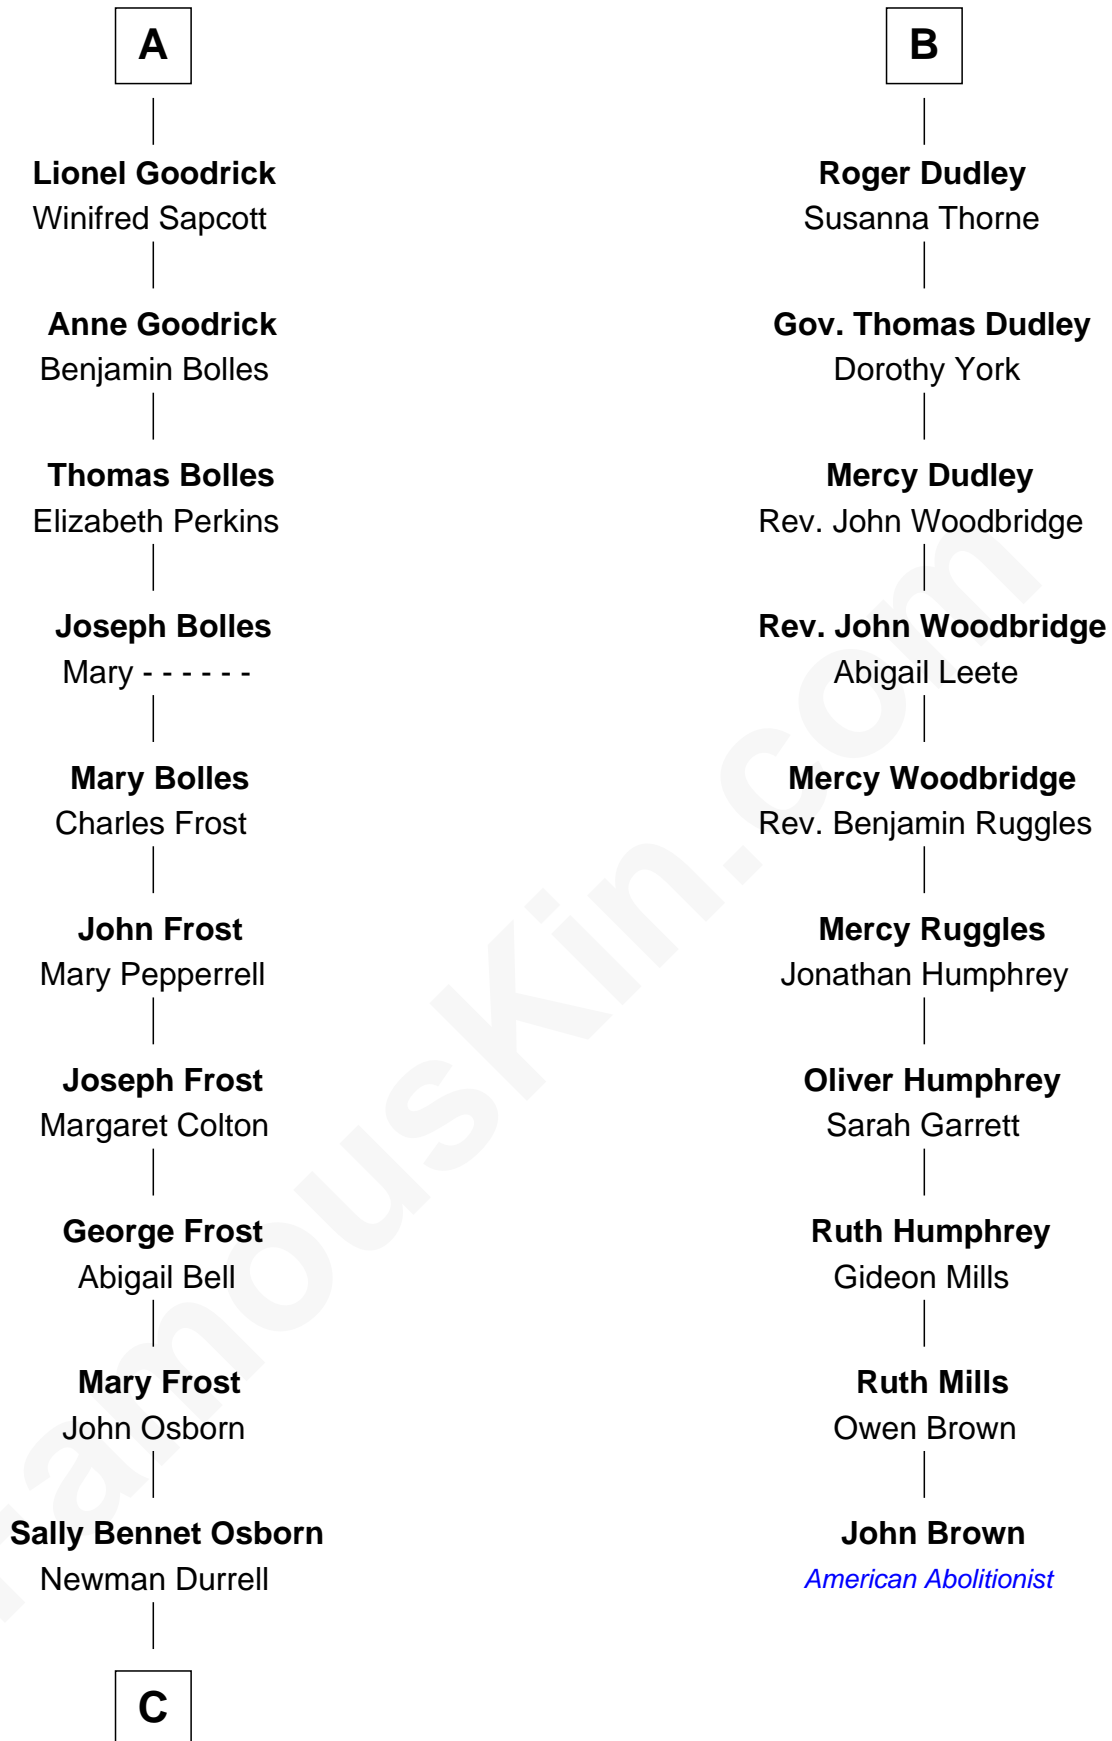 A
Lionel Goodrick
Winifred Sapcott
Anne Goodrick
Benjamin Bolles
Thomas Bolles
Elizabeth Perkins
Joseph Bolles
Mary - - - - - -
Mary Bolles
Charles Frost
John Frost
Mary Pepperrell
Joseph Frost
Margaret Colton
George Frost
Abigail Bell
Mary Frost
John Osborn
Sally Bennet Osborn
Newman Durrell
C
B
Roger Dudley
Susanna Thorne
Gov. Thomas Dudley
Dorothy York
Mercy Dudley
Rev. John Woodbridge
Rev. John Woodbridge
Abigail Leete
Mercy Woodbridge
Rev. Benjamin Ruggles
Mercy Ruggles
Jonathan Humphrey
Oliver Humphrey
Sarah Garrett
Ruth Humphrey
Gideon Mills
Ruth Mills
Owen Brown
John Brown
American Abolitionist
FamousKin.com